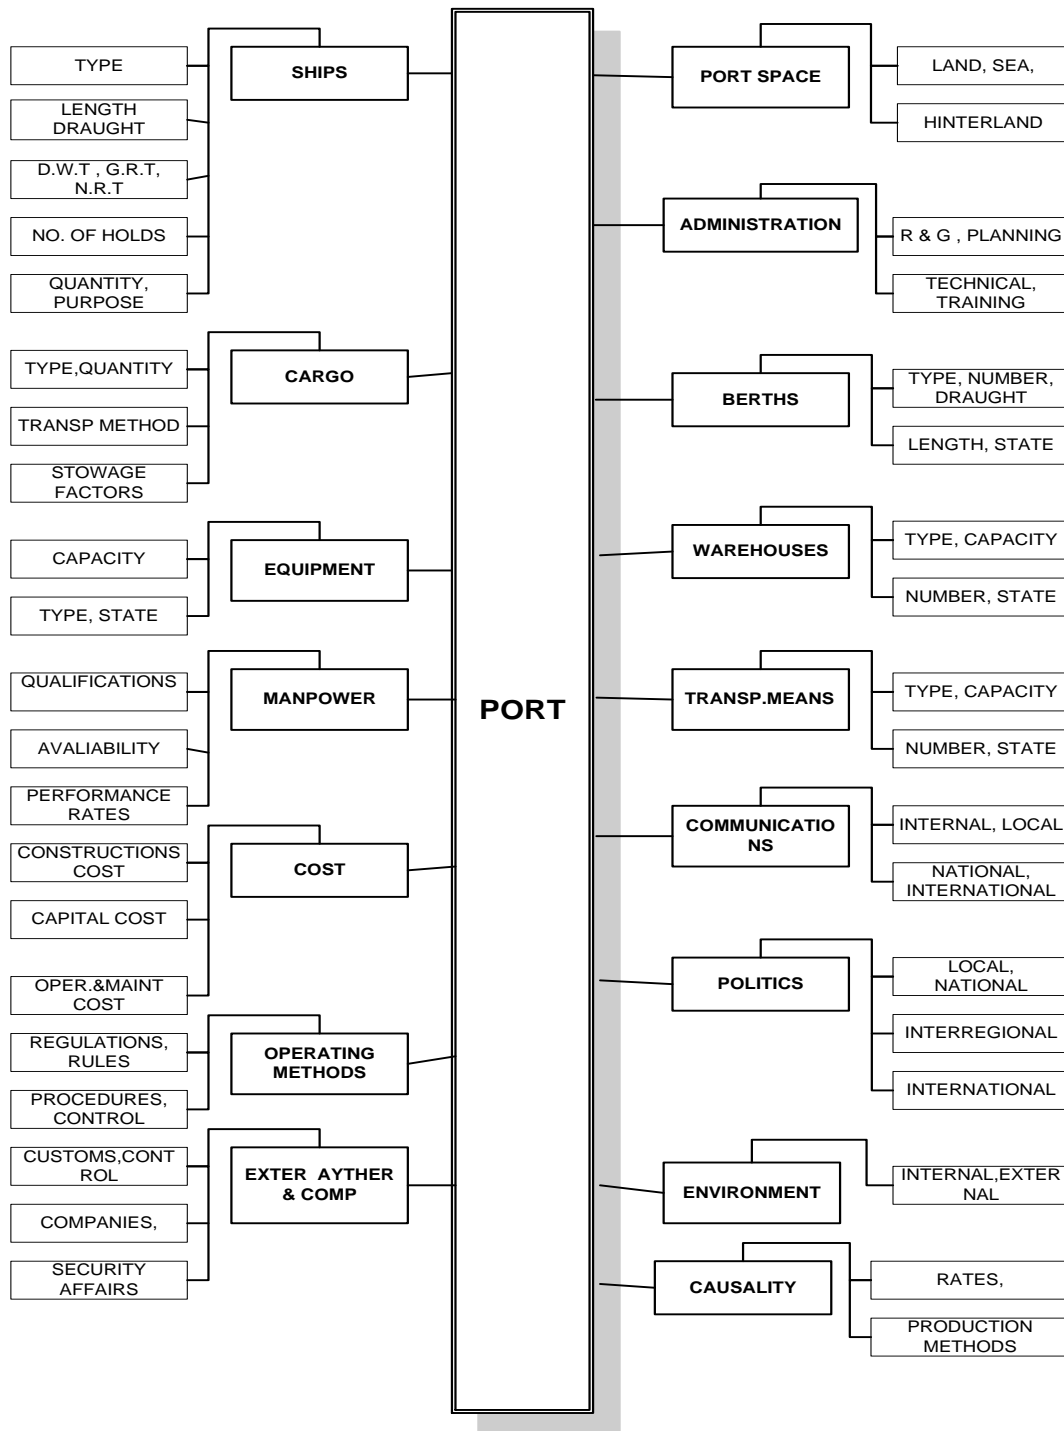 TYPE
LENGTH
DRAUGHT
D.W.T , G.R.T,
N.R.T
NO. OF HOLDS
QUANTITY,
PURPOSE
SHIPS
TYPE,QUANTITY
TRANSP METHOD
STOWAGE
FACTORS
CARGO
CAPACITY
TYPE, STATE
EQUIPMENT
QUALIFICATIONS
AVALIABILITY
PERFORMANCE
RATES
MANPOWER
CONSTRUCTIONS
COST
CAPITAL COST
OPER.&MAINT
COST
COST
REGULATIONS,
RULES
PROCEDURES,
CONTROL
OPERATING
METHODS
CUSTOMS,CONT
ROL
COMPANIES,
SECURITY
AFFAIRS
EXTER AYTHER
& COMP
PORT
PORT SPACE
LAND, SEA,
HINTERLAND
ADMINISTRATION
R & G , PLANNING
TECHNICAL,
TRAINING
BERTHS
TYPE, NUMBER,
DRAUGHT
LENGTH, STATE
WAREHOUSES
TYPE, CAPACITY
NUMBER, STATE
TRANSP.MEANS
TYPE, CAPACITY
NUMBER, STATE
COMMUNICATIO
NS
INTERNAL, LOCAL
NATIONAL,
INTERNATIONAL
POLITICS
LOCAL,
NATIONAL
INTERREGIONAL
INTERNATIONAL
ENVIRONMENT
INTERNAL,EXTER
NAL
CAUSALITY
RATES,
PRODUCTION
METHODS